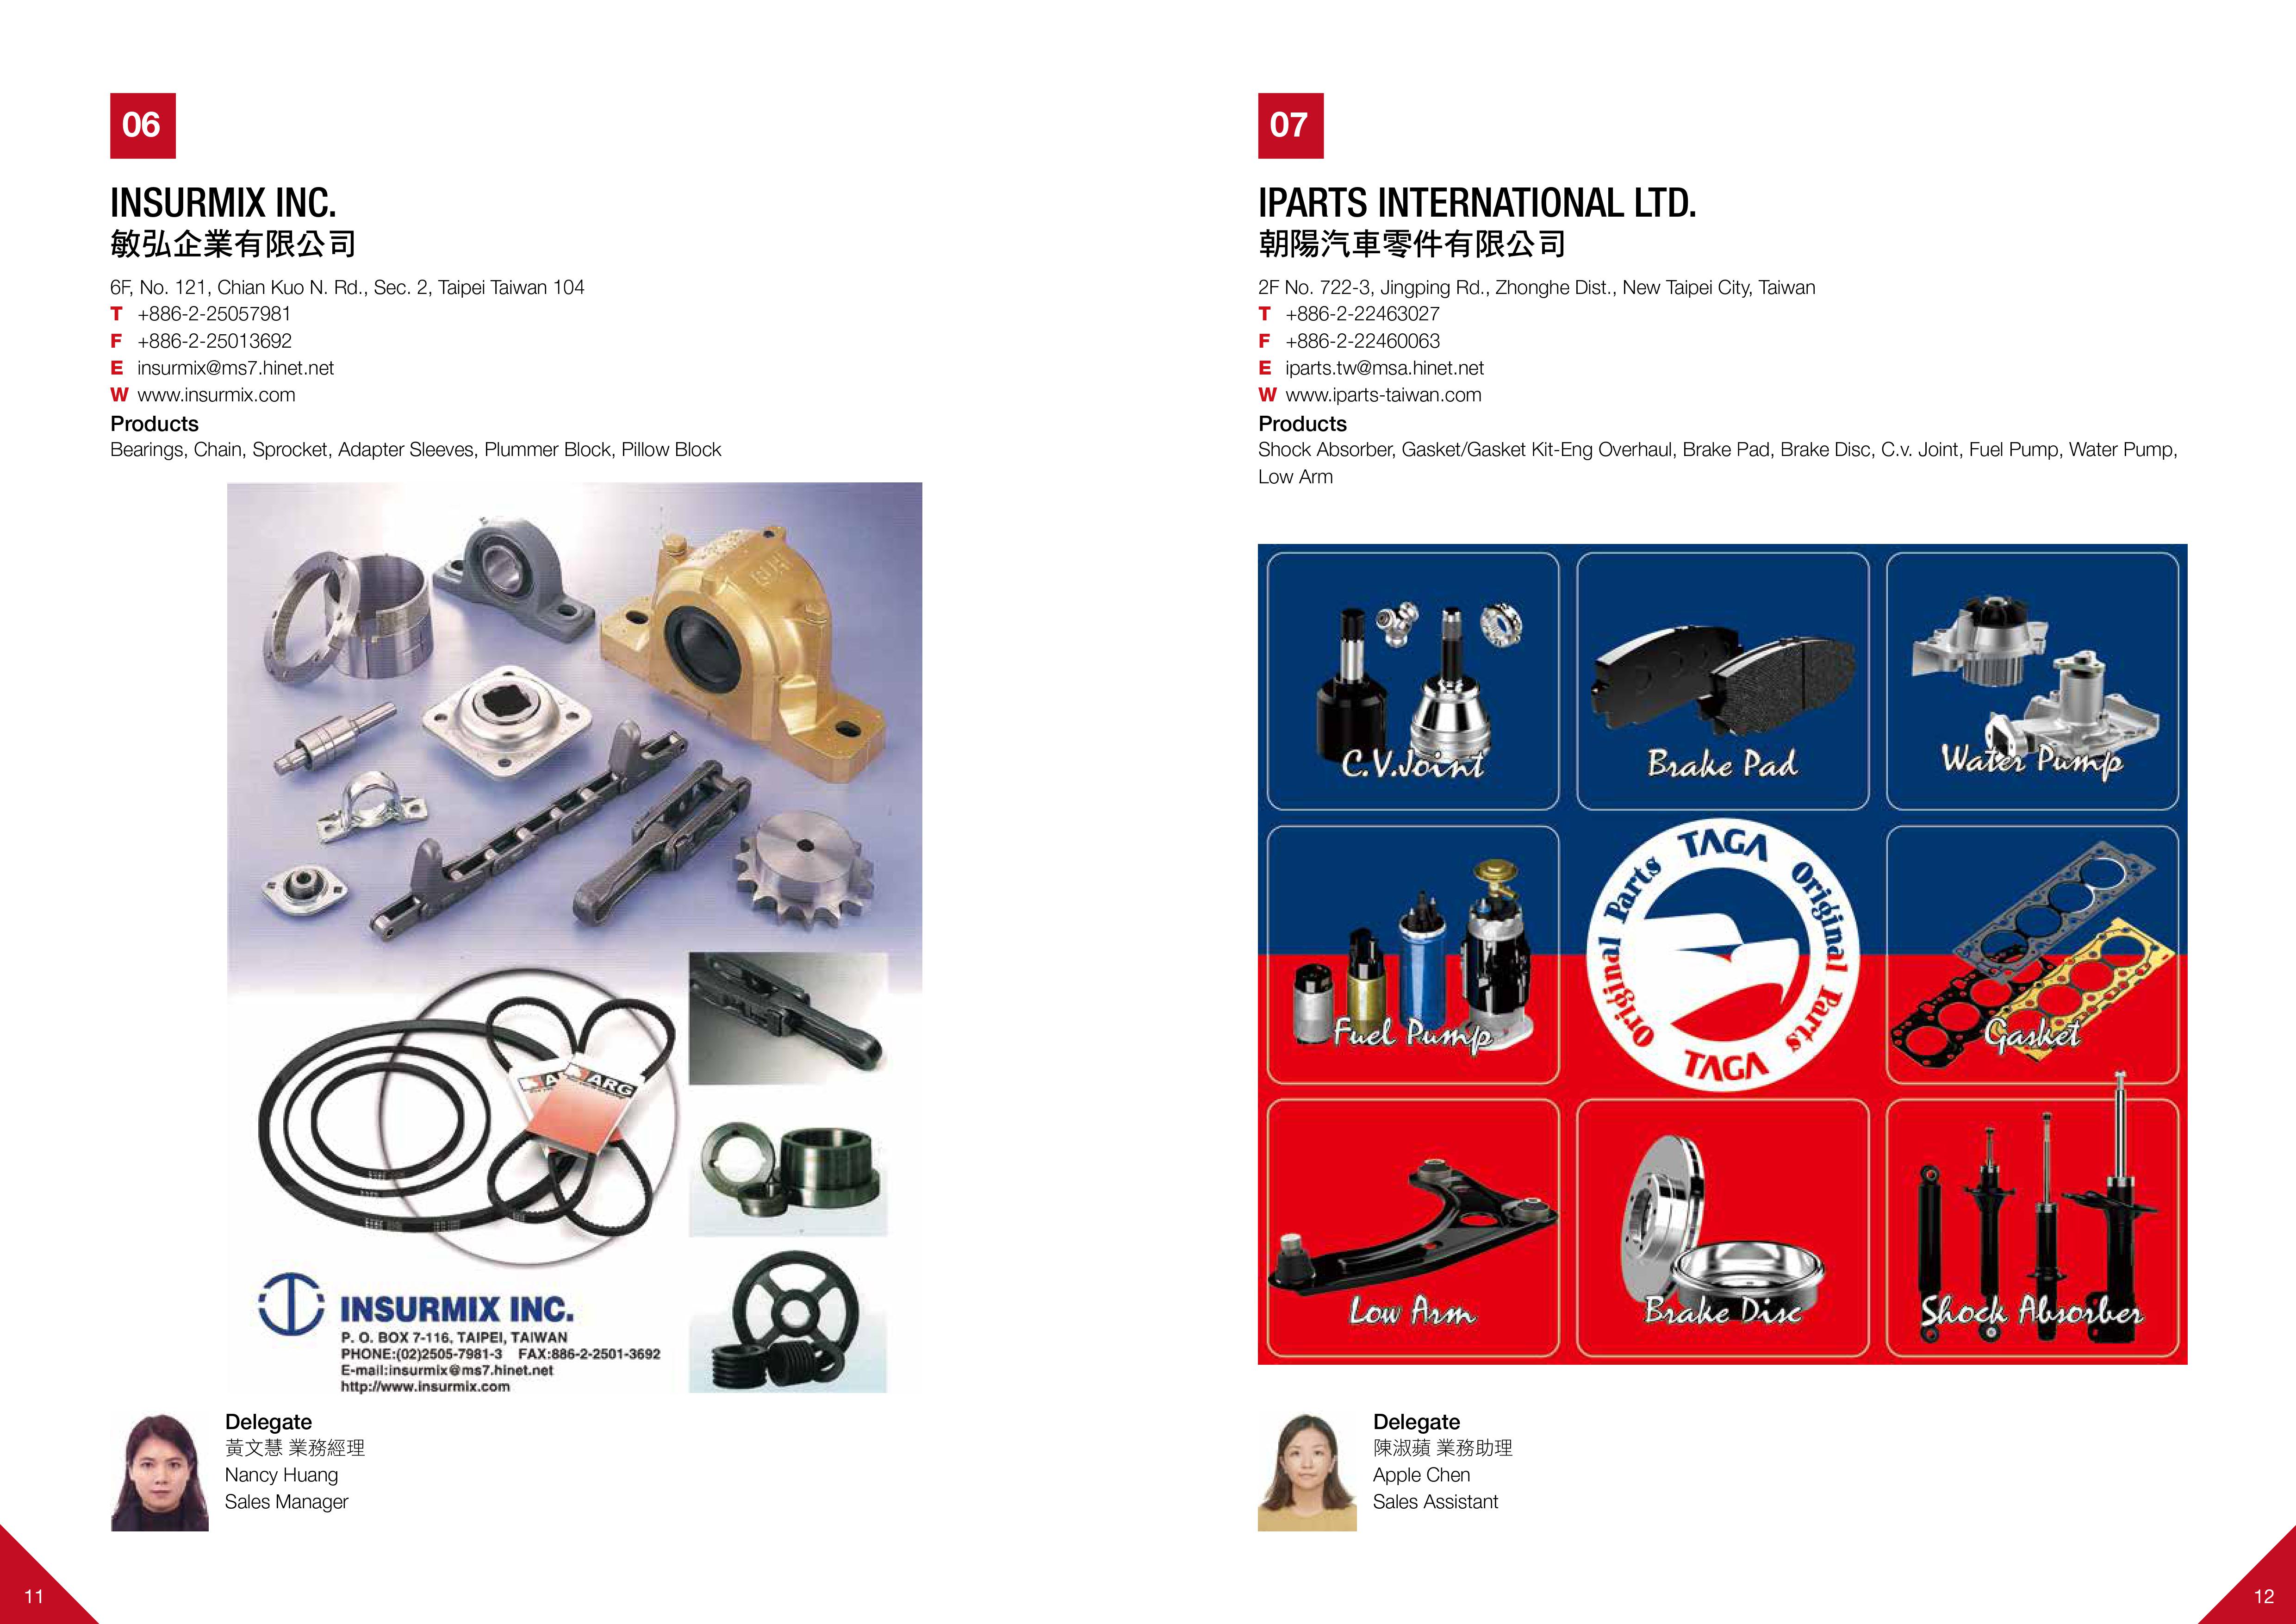 06
INSURMIX INC.
敏弘企業有限公司
6F, No. 121, Chian Kuo N. Rd., Sec. 2, Taipei Taiwan 104
T +886-2-25057981
F +886-2-25013692
E insurmix@ms7.hinet.net
W www.insurmix.com
Products
Bearings, Chain, Sprocket, Adapter Sleeves, Plummer Block, Pillow Block
ARG
INSURMIX INC.
P. O. BOX 7-116, TAIPEI, TAIWAN
PHONE:(02)2505-7981-3 FAX:886-2-2501-3692
E-mail:insurmix@ms7.hinet.net
http://www.insurmix.com
Delegate
黃文慧 業務經理
Nancy Huang
Sales Manager
11
07
IPARTS INTERNATIONAL LTD.
朝陽汽車零件有限公司
2F No. 722-3, Jingping Rd., Zhonghe Dist., New Taipei City, Taiwan
T +886-2-22463027
F +886-2-22460063
E iparts.tw@msa.hinet.net
W www.iparts-taiwan.com
Products
Shock Absorber, Gasket/Gasket Kit-Eng Overhaul, Brake Pad, Brake Disc, C.v. Joint, Fuel Pump, Water Pump,
Low Arm
C.V.Joint
Brake Pad
Water Pump
Fuel Pump
TAGA Original Parts
TAGA Original Parts
Gasket
Low Arm
Brake Disc
Shock Absorber
Delegate
陳淑蘋 業務助理
Apple Chen
Sales Assistant
12